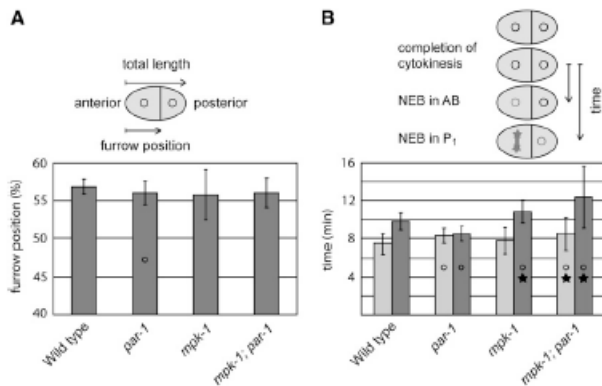 A
total length
anterior
posterior
furrow position
furrow position (%)
60
55
50
45
40
Wild type
par-1
mpk-1
mpk-1; par-1
B
completion of
cytokinesis
NEB in AB
NEB in P1
time
time (min)
16
12
8
4
Wild type
par-1
mpk-1
mpk-1; par-1